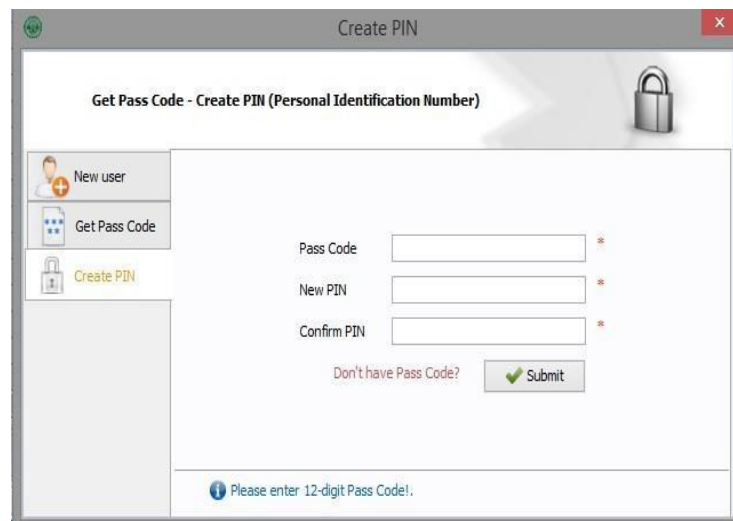 Create PIN
x
Get Pass Code - Create PIN (Personal Identification Number)
New user
Get Pass Code
Create PIN
Pass Code *
New PIN *
Confirm PIN *
Don't have Pass Code?
Submit
Please enter 12-digit Pass Code!.